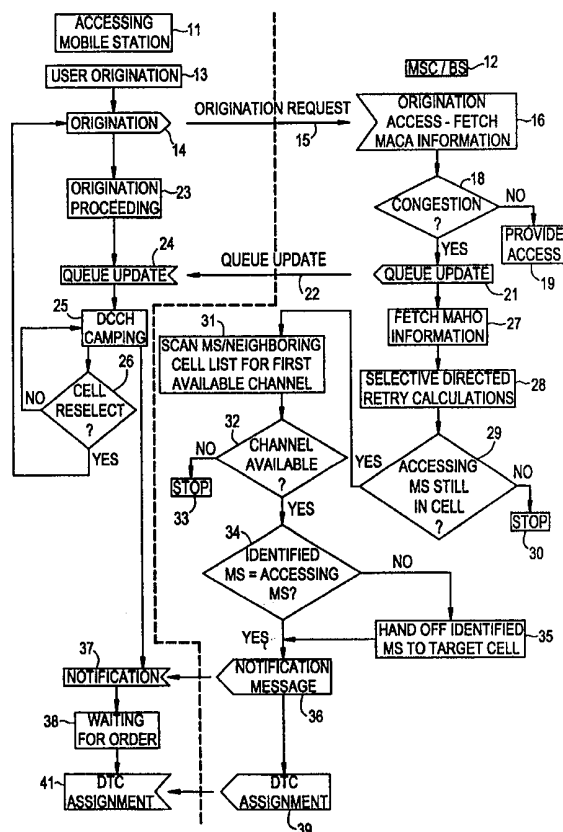 ACCESSING
MOBILE STATION
11
USER ORIGINATION
13
ORIGINATION
14
ORIGINATION REQUEST
15
MSC / BS
12
ORIGINATION
ACCESS - FETCH
MACA INFORMATION
16
18
CONGESTION
?
NO
YES
PROVIDE
ACCESS
19
ORIGINATION
PROCEEDING
23
24
QUEUE UPDATE
QUEUE UPDATE
22
QUEUE UPDATE
21
25
DCCH
CAMPING
26
CELL
RESELECT
?
NO
YES
FETCH MAHO
INFORMATION
27
SELECTIVE DIRECTED
RETRY CALCULATIONS
28
29
ACCESSING
MS STILL
IN CELL
?
YES
NO
STOP
30
31
SCAN MS/NEIGHBORING
CELL LIST FOR FIRST
AVAILABLE CHANNEL
32
CHANNEL
AVAILABLE
?
NO
STOP
33
YES
34
IDENTIFIED
MS = ACCESSING
MS?
NO
YES
HAND OFF IDENTIFIED
MS TO TARGET CELL
35
37
NOTIFICATION
NOTIFICATION
MESSAGE
36
38
WAITING
FOR ORDER
41
DTC
ASSIGNMENT
DTC
ASSIGNMENT
39